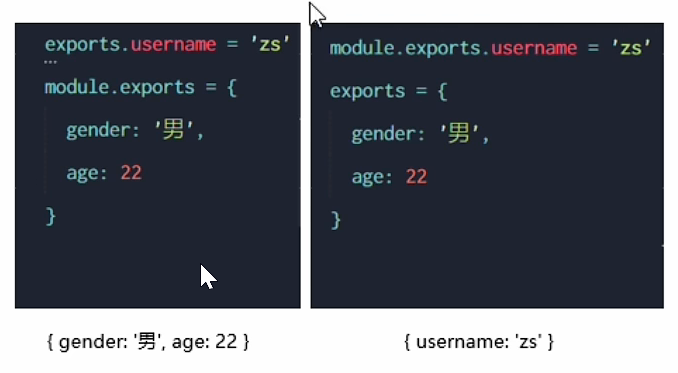 exports.username = 'zs'
...
module.exports = {
gender: '男',
age: 22
}
{ gender: '男', age: 22 }
module.exports.username = 'zs'
exports = {
gender: '男',
age: 22
}
{ username: 'zs' }